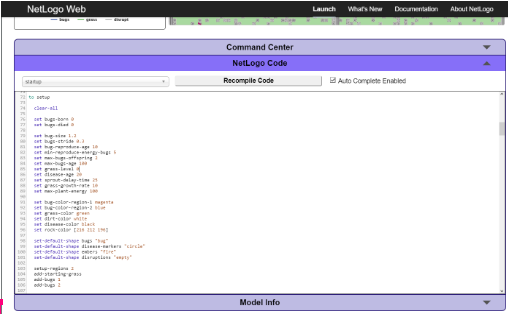 NetLogo Web
Launch What's New Documentation About NetLogo
bugs grass disrupt
Command Center
NetLogo Code
startup
Recompile Code
Auto Complete Enabled
72 to setup
73
74 clear-all
75
76 set bugs-born 0
77 set bugs-died 0
78
79 set bug-size 1.2
80 set bugs-stride 0.3
81 set bug-reproduce-age 10
82 set min-reproduce-energy-bugs 5
83 set max-bugs-offspring 3
84 set max-bugs-age 100
85 set grass-level 0
86 set disease-age 20
87 set sprout-delay-time 25
88 set grass-growth-rate 10
89 set max-plant-energy 100
90
91 set bug-color-region-1 magenta
92 set bug-color-region-2 blue
93 set grass-color green
94 set dirt-color white
95 set disease-color black
96 set rock-color [216 212 196]
97
98 set-default-shape bugs "bug"
99 set-default-shape disease-markers "circle"
100 set-default-shape embers "fire"
101 set-default-shape disruptions "empty"
102
103 setup-regions 2
104 add-starting-grass
105 add-bugs 1
106 add-bugs 2
107
Model Info